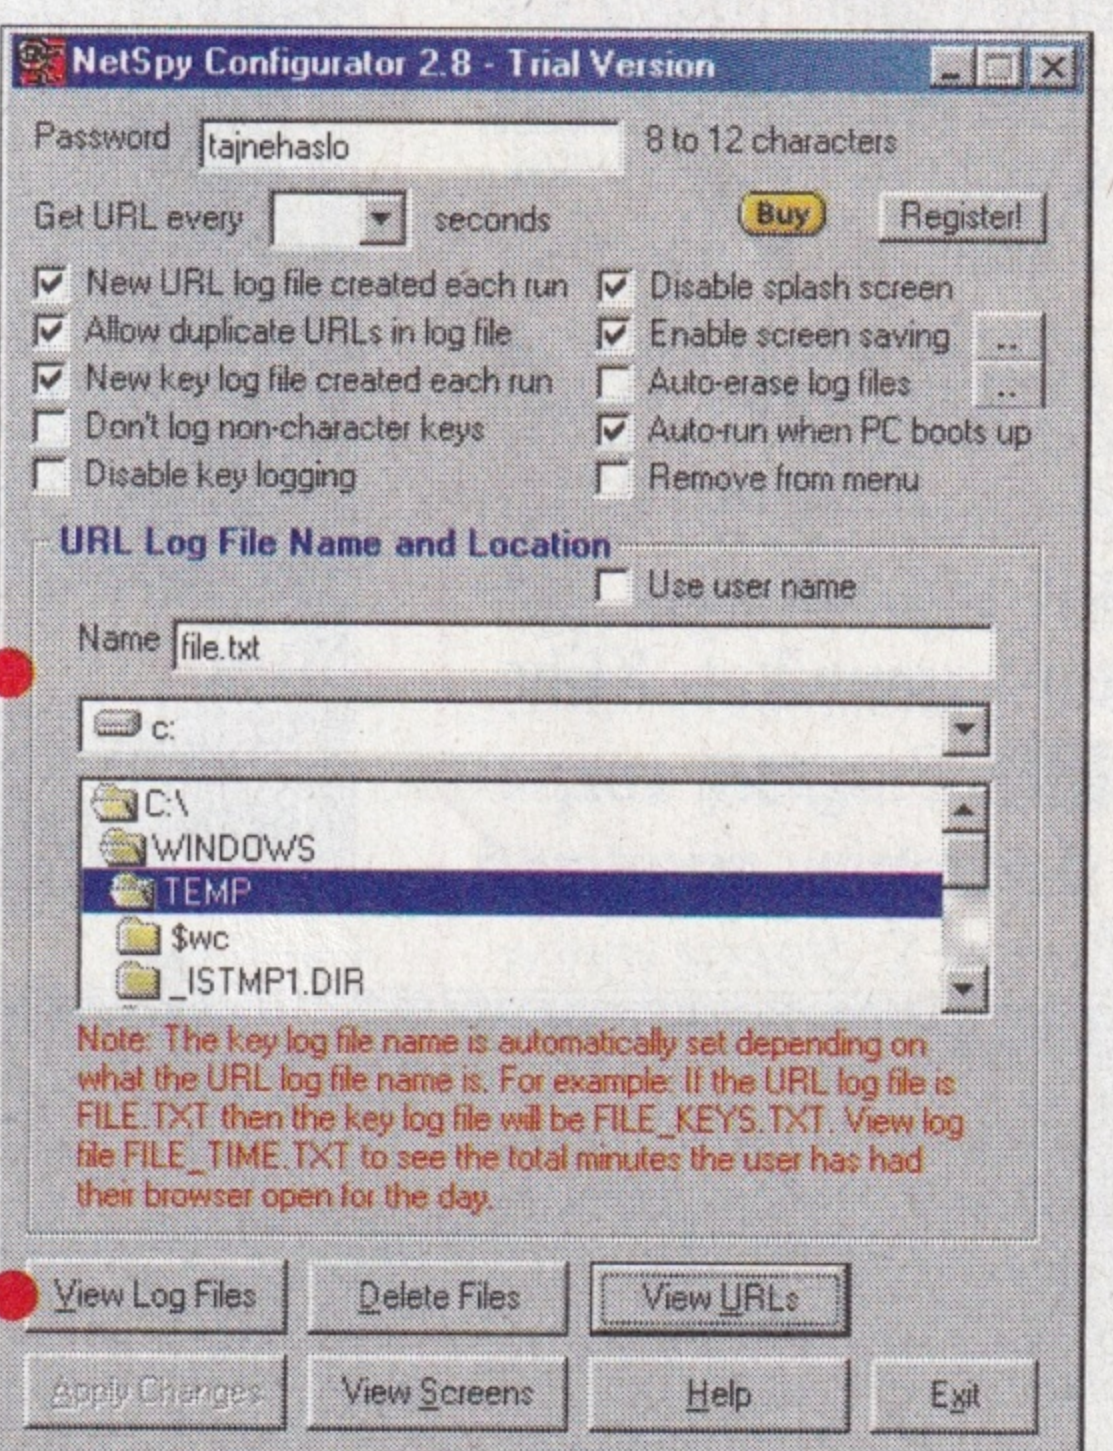 NetSpy Configurator 2.8 - Trial Version
Password tajnehaslo 8 to 12 characters
Get URL every seconds Buy Register!
New URL log file created each run Disable splash screen
Allow duplicate URLs in log file Enable screen saving ..
New key log file created each run Auto-erase log files ..
Don't log non-character keys Auto-run when PC boots up
Disable key logging Remove from menu
URL Log File Name and Location
Use user name
Name file.txt
c:
C:\
WINDOWS
TEMP
$wc
_ISTMP1.DIR
Note: The key log file name is automatically set depending on
what the URL log file name is. For example: If the URL log file is
FILE.TXT then the key log file will be FILE_KEYS.TXT. View log
file FILE_TIME.TXT to see the total minutes the user has had
their browser open for the day.
View Log Files Delete Files View URLs
Apply Changes View Screens Help Exit